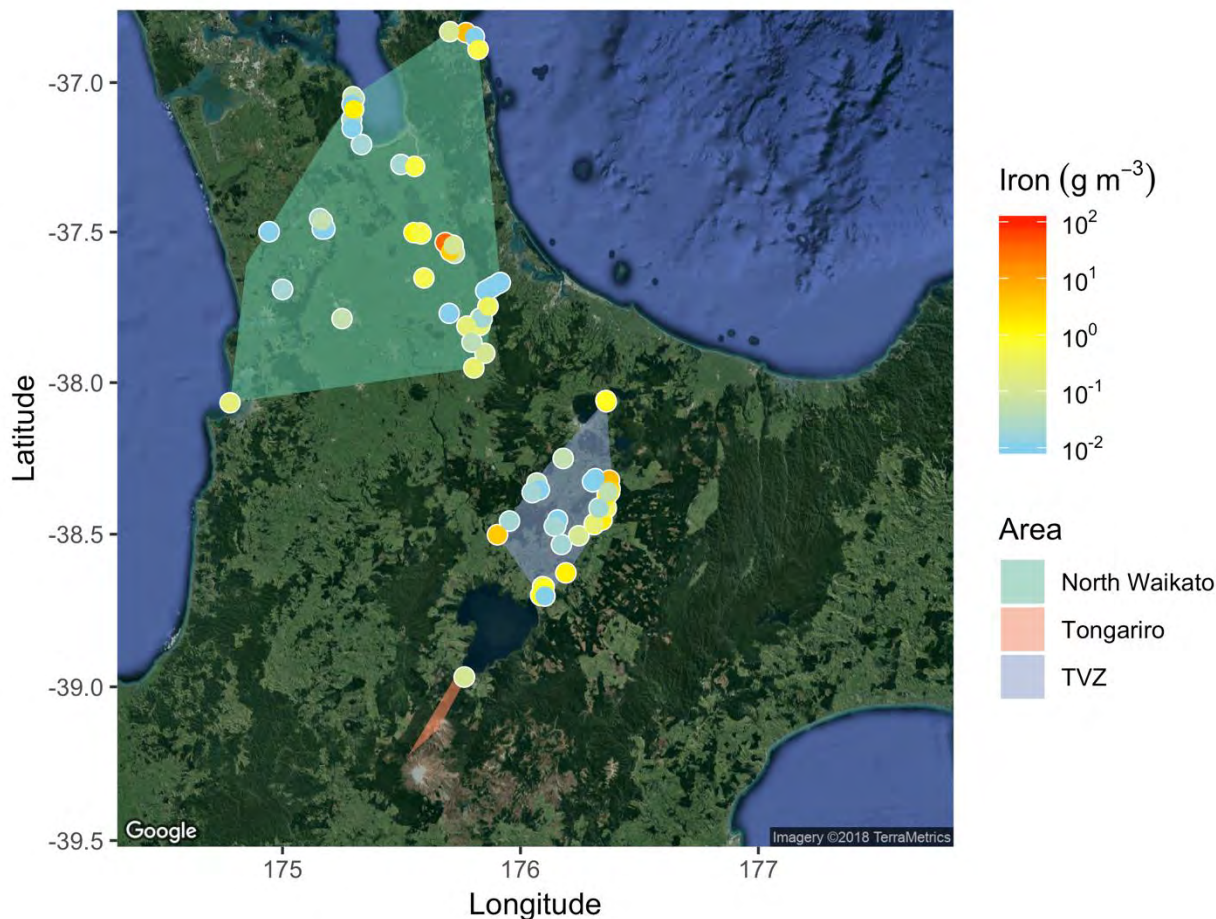 -37.0
-37.5
-38.0
-38.5
-39.0
-39.5
Latitude
175
176
177
Longitude
Google
Imagery ©2018 TerraMetrics
Iron (g m⁻³)
10²
10¹
10⁰
10⁻¹
10⁻²
Area
North Waikato
Tongariro
TVZ